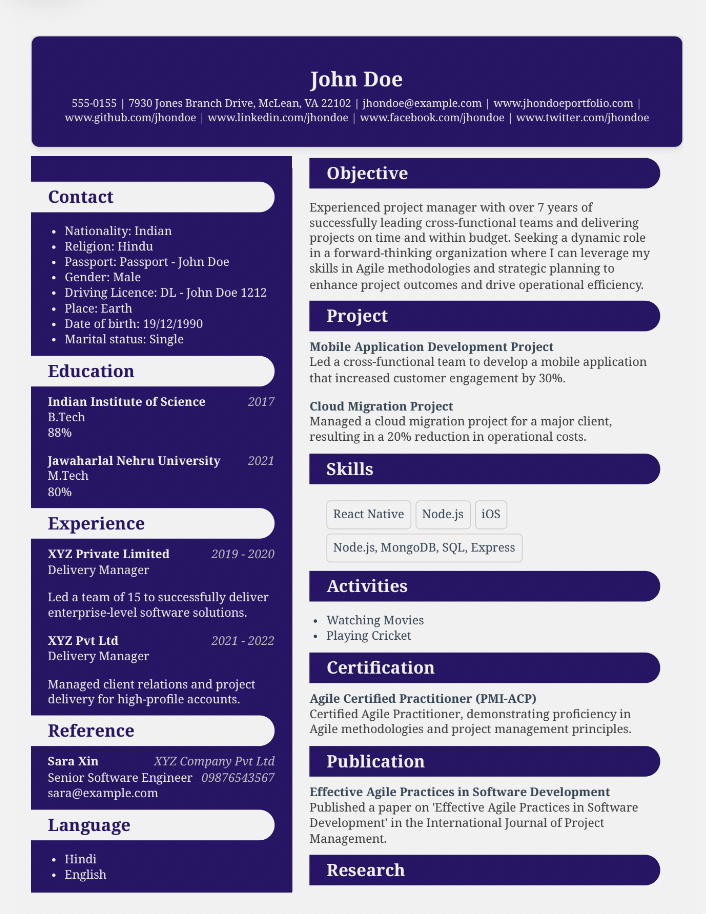 John Doe
555-0155 | 7930 Jones Branch Drive, McLean, VA 22102 | jhondoe@example.com | www.jhondoeportfolio.com |
www.github.com/jhondoe | www.linkedin.com/jhondoe | www.facebook.com/jhondoe | www.twitter.com/jhondoe
Contact
• Nationality: Indian
• Religion: Hindu
• Passport: Passport - John Doe
• Gender: Male
• Driving Licence: DL - John Doe 1212
• Place: Earth
• Date of birth: 19/12/1990
• Marital status: Single
Education
Indian Institute of Science 2017
B.Tech
88%
Jawaharlal Nehru University 2021
M.Tech
80%
Experience
XYZ Private Limited 2019 - 2020
Delivery Manager
Led a team of 15 to successfully deliver
enterprise-level software solutions.
XYZ Pvt Ltd 2021 - 2022
Delivery Manager
Managed client relations and project
delivery for high-profile accounts.
Reference
Sara Xin XYZ Company Pvt Ltd
Senior Software Engineer 09876543567
sara@example.com
Language
• Hindi
• English
Objective
Experienced project manager with over 7 years of
successfully leading cross-functional teams and delivering
projects on time and within budget. Seeking a dynamic role
in a forward-thinking organization where I can leverage my
skills in Agile methodologies and strategic planning to
enhance project outcomes and drive operational efficiency.
Project
Mobile Application Development Project
Led a cross-functional team to develop a mobile application
that increased customer engagement by 30%.
Cloud Migration Project
Managed a cloud migration project for a major client,
resulting in a 20% reduction in operational costs.
Skills
React Native Node.js iOS
Node.js, MongoDB, SQL, Express
Activities
• Watching Movies
• Playing Cricket
Certification
Agile Certified Practitioner (PMI-ACP)
Certified Agile Practitioner, demonstrating proficiency in
Agile methodologies and project management principles.
Publication
Effective Agile Practices in Software Development
Published a paper on 'Effective Agile Practices in Software
Development' in the International Journal of Project
Management.
Research